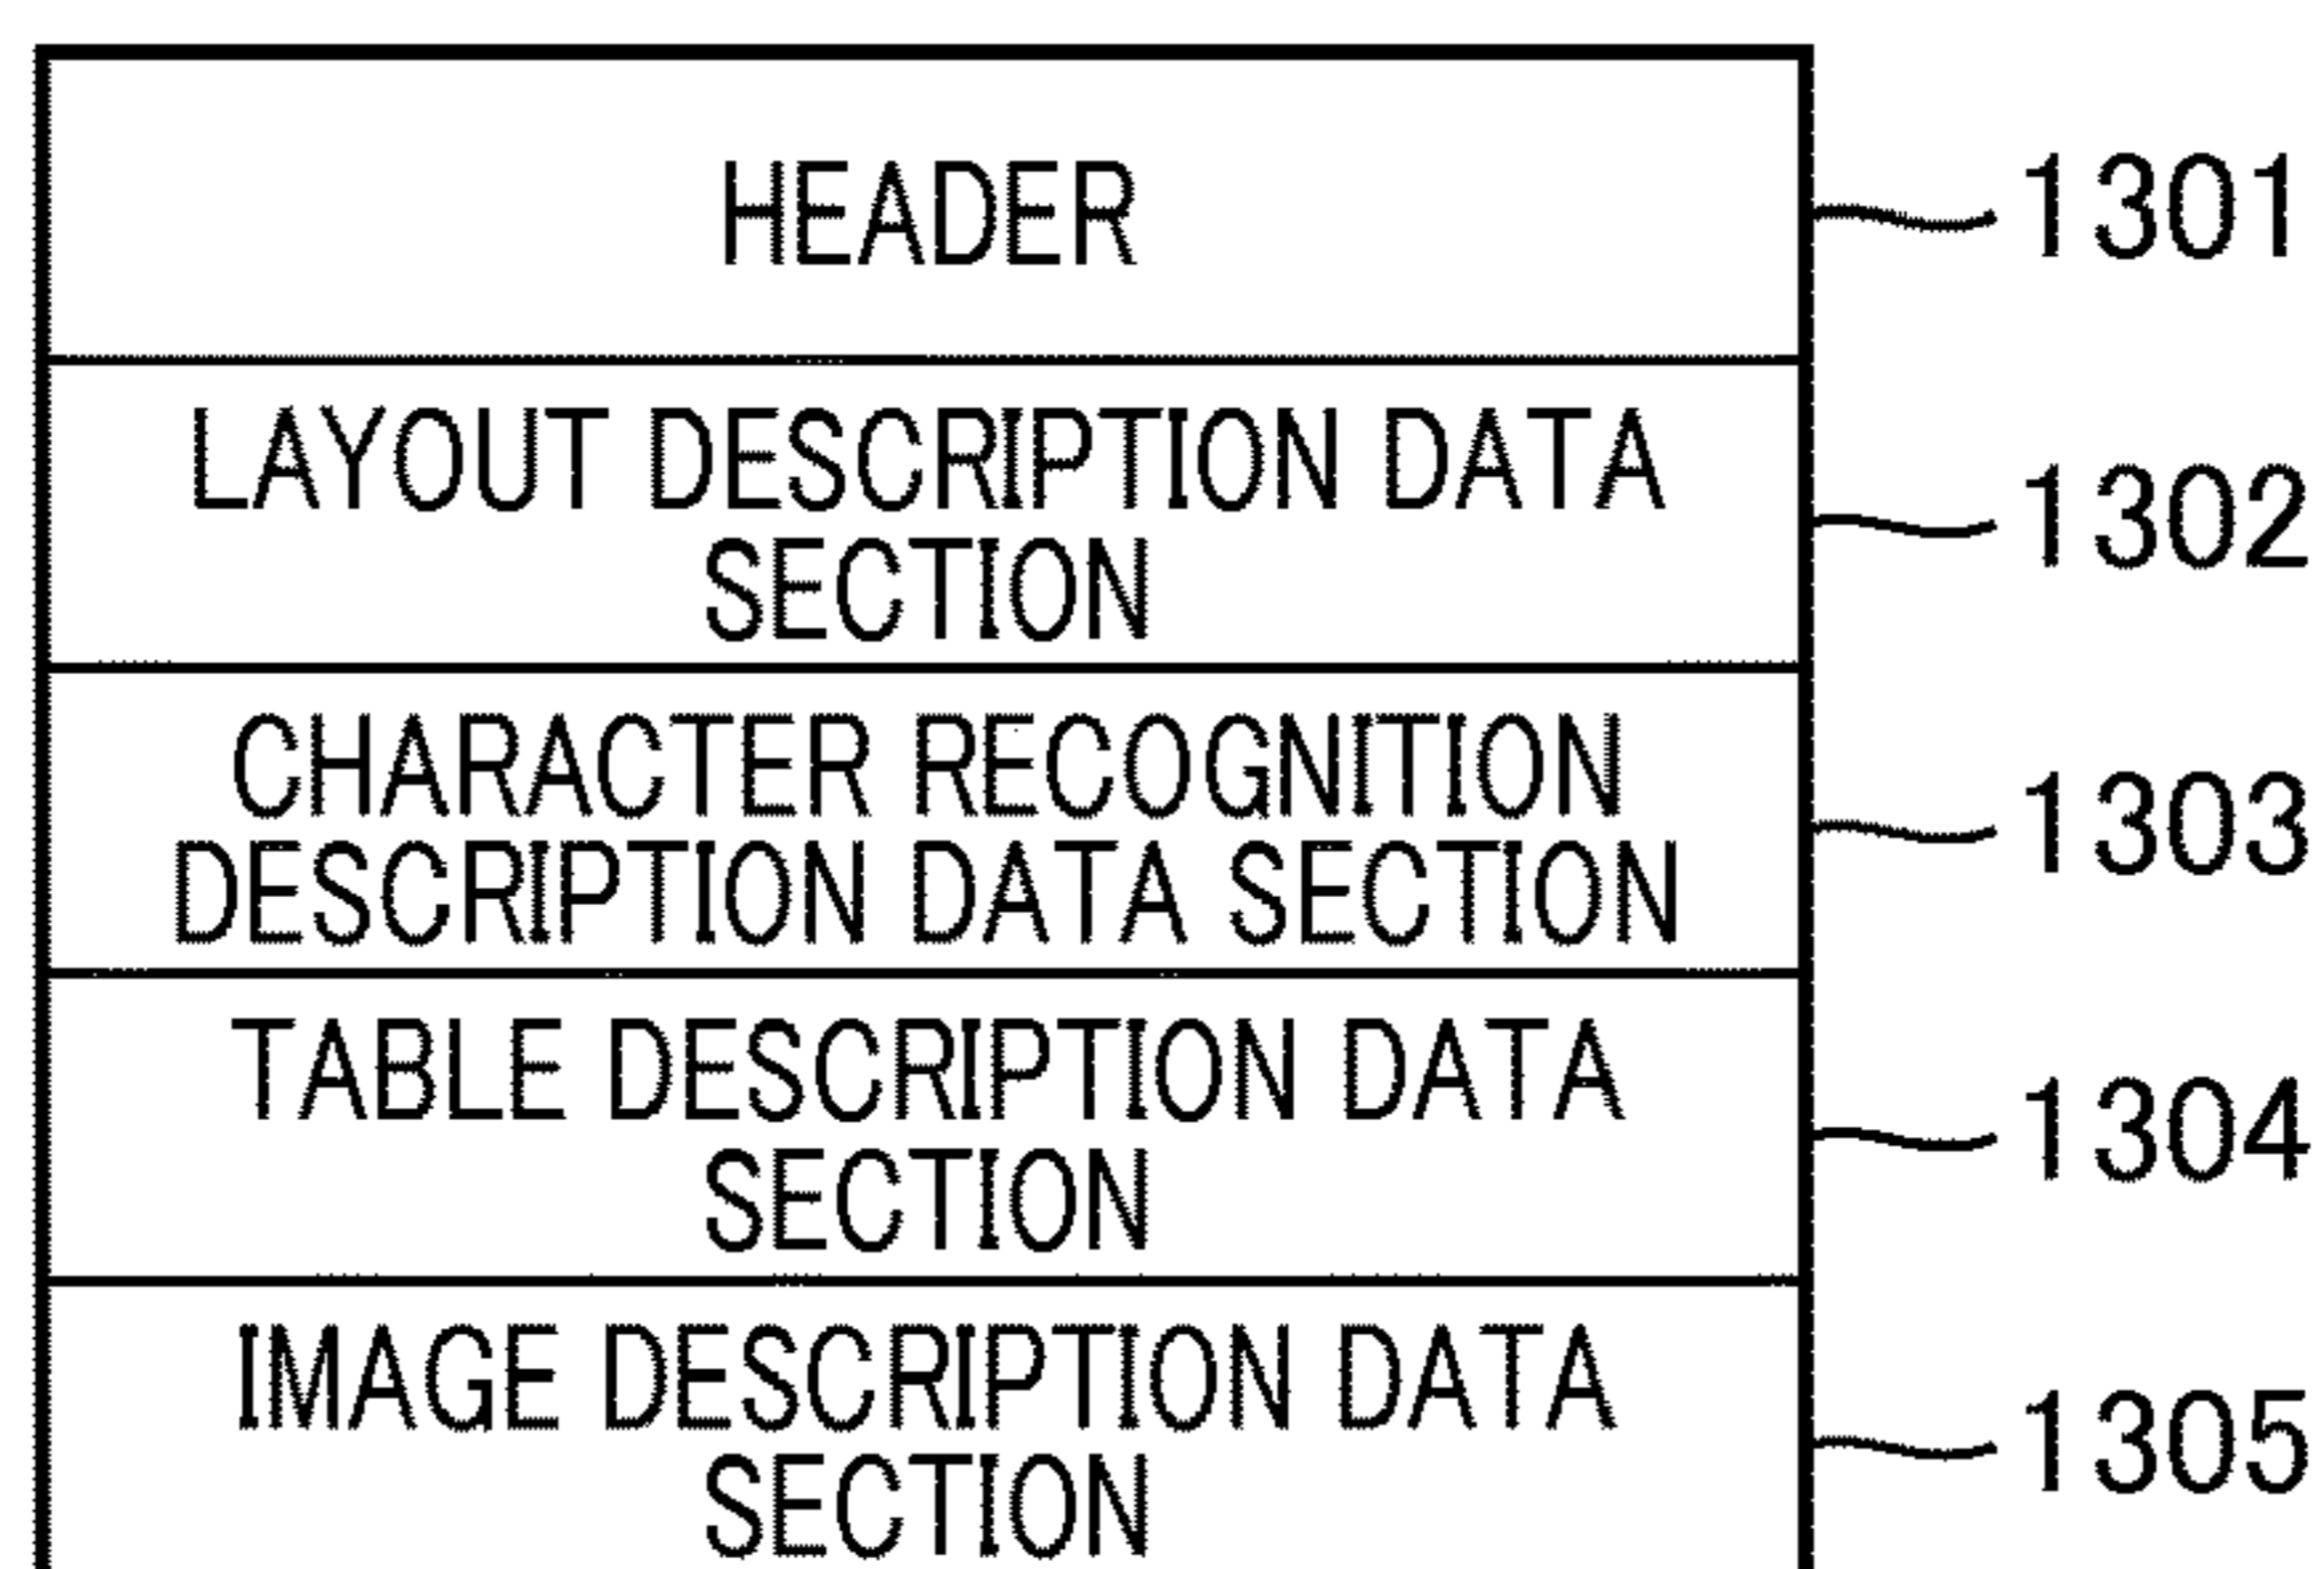 HEADER
1301
LAYOUT DESCRIPTION DATA
SECTION
1302
CHARACTER RECOGNITION
DESCRIPTION DATA SECTION
1303
TABLE DESCRIPTION DATA
SECTION
1304
IMAGE DESCRIPTION DATA
SECTION
1305